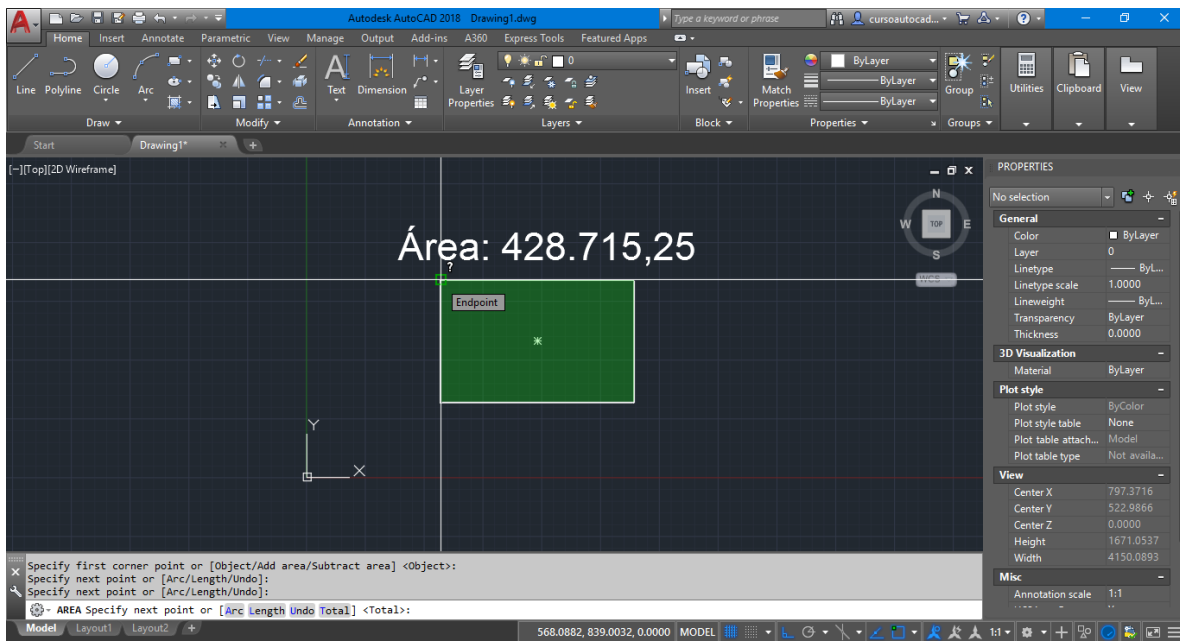 Autodesk AutoCAD 2018 Drawing1.dwg
Type a keyword or phrase
cursoautocad...
Home Insert Annotate Parametric View Manage Output Add-ins A360 Express Tools Featured Apps
0
ByLayer
ByLayer
ByLayer
Line Polyline Circle Arc
Text Dimension
Layer
Properties
Insert
Match
Properties
Group
Utilities
Clipboard
View
Draw
Modify
Annotation
Layers
Block
Properties
Groups
Start
Drawing1*
[−][Top][2D Wireframe]
N
W TOP E
S
WCS
Área: 428.715,25
?
Endpoint
Y
X
PROPERTIES
No selection
General
Color ByLayer
Layer 0
Linetype ByL...
Linetype scale 1.0000
Lineweight ByL...
Transparency ByLayer
Thickness 0.0000
3D Visualization
Material ByLayer
Plot style
Plot style ByColor
Plot style table None
Plot table attach... Model
Plot table type Not availa...
View
Center X 797.3716
Center Y 522.9866
Center Z 0.0000
Height 1671.0537
Width 4150.0893
Misc
Annotation scale 1:1
Specify first corner point or [Object/Add area/Subtract area] <Object>:
Specify next point or [Arc/Length/Undo]:
Specify next point or [Arc/Length/Undo]:
AREA Specify next point or [Arc Length Undo Total] <Total>:
Model Layout1 Layout2 +
568.0882, 839.0032, 0.0000 MODEL
1:1